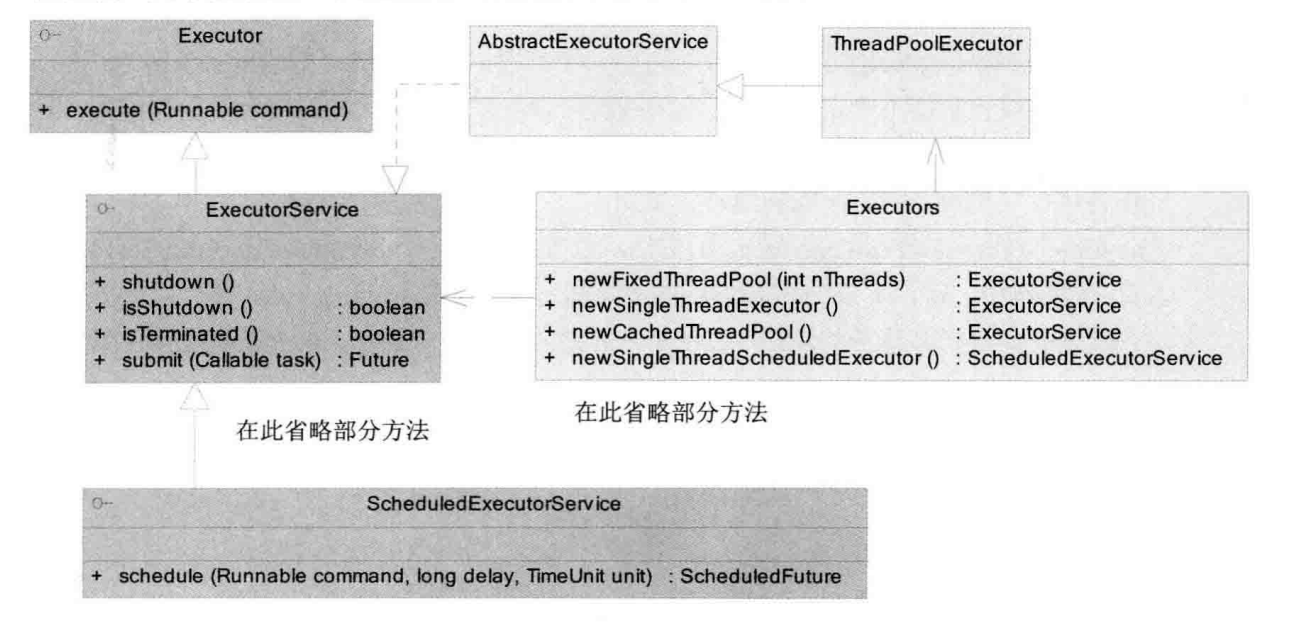 Executor
+ execute (Runnable command)
AbstractExecutorService
ThreadPoolExecutor
ExecutorService
+ shutdown ()
+ isShutdown () : boolean
+ isTerminated () : boolean
+ submit (Callable task) : Future
Executors
+ newFixedThreadPool (int nThreads) : ExecutorService
+ newSingleThreadExecutor () : ExecutorService
+ newCachedThreadPool () : ExecutorService
+ newSingleThreadScheduledExecutor () : ScheduledExecutorService
在此省略部分方法
在此省略部分方法
ScheduledExecutorService
+ schedule (Runnable command, long delay, TimeUnit unit) : ScheduledFuture